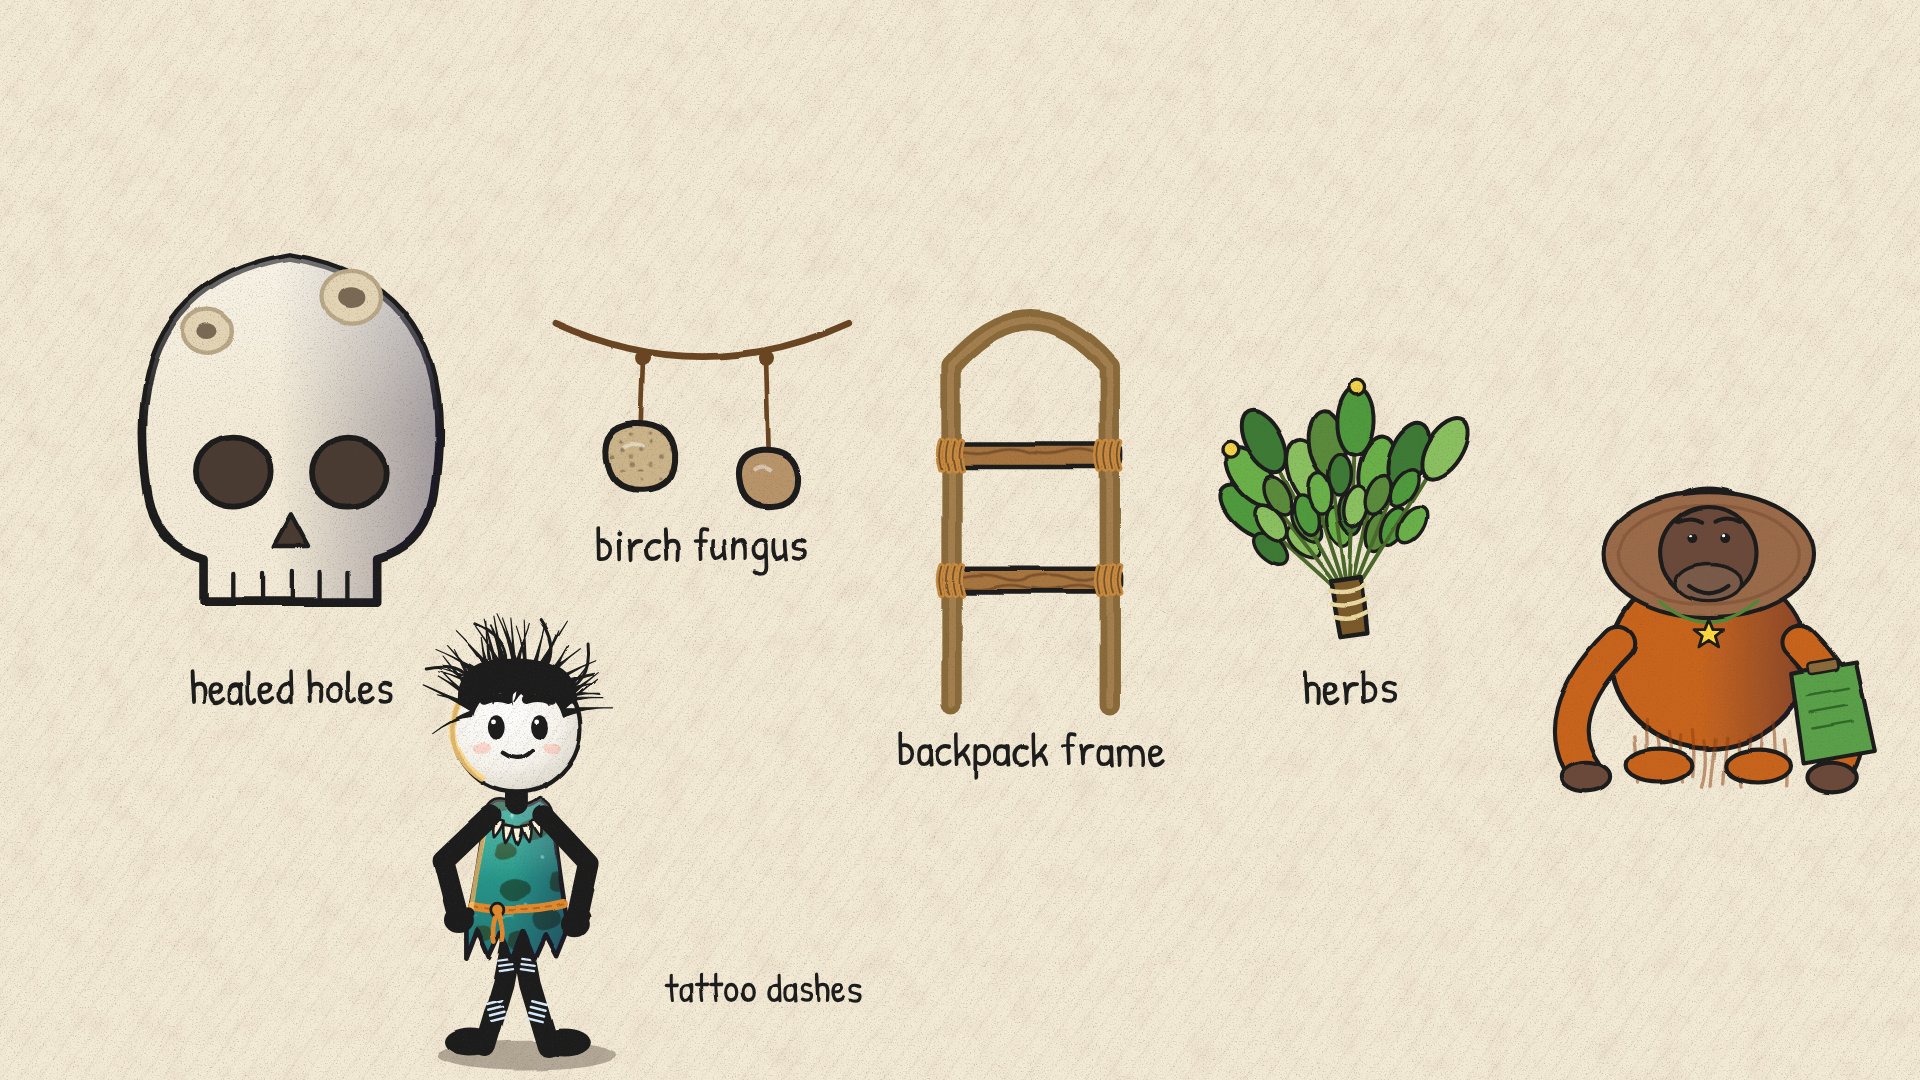 birch fungus
healed holes
herbs
backpack frame
tattoo dashes